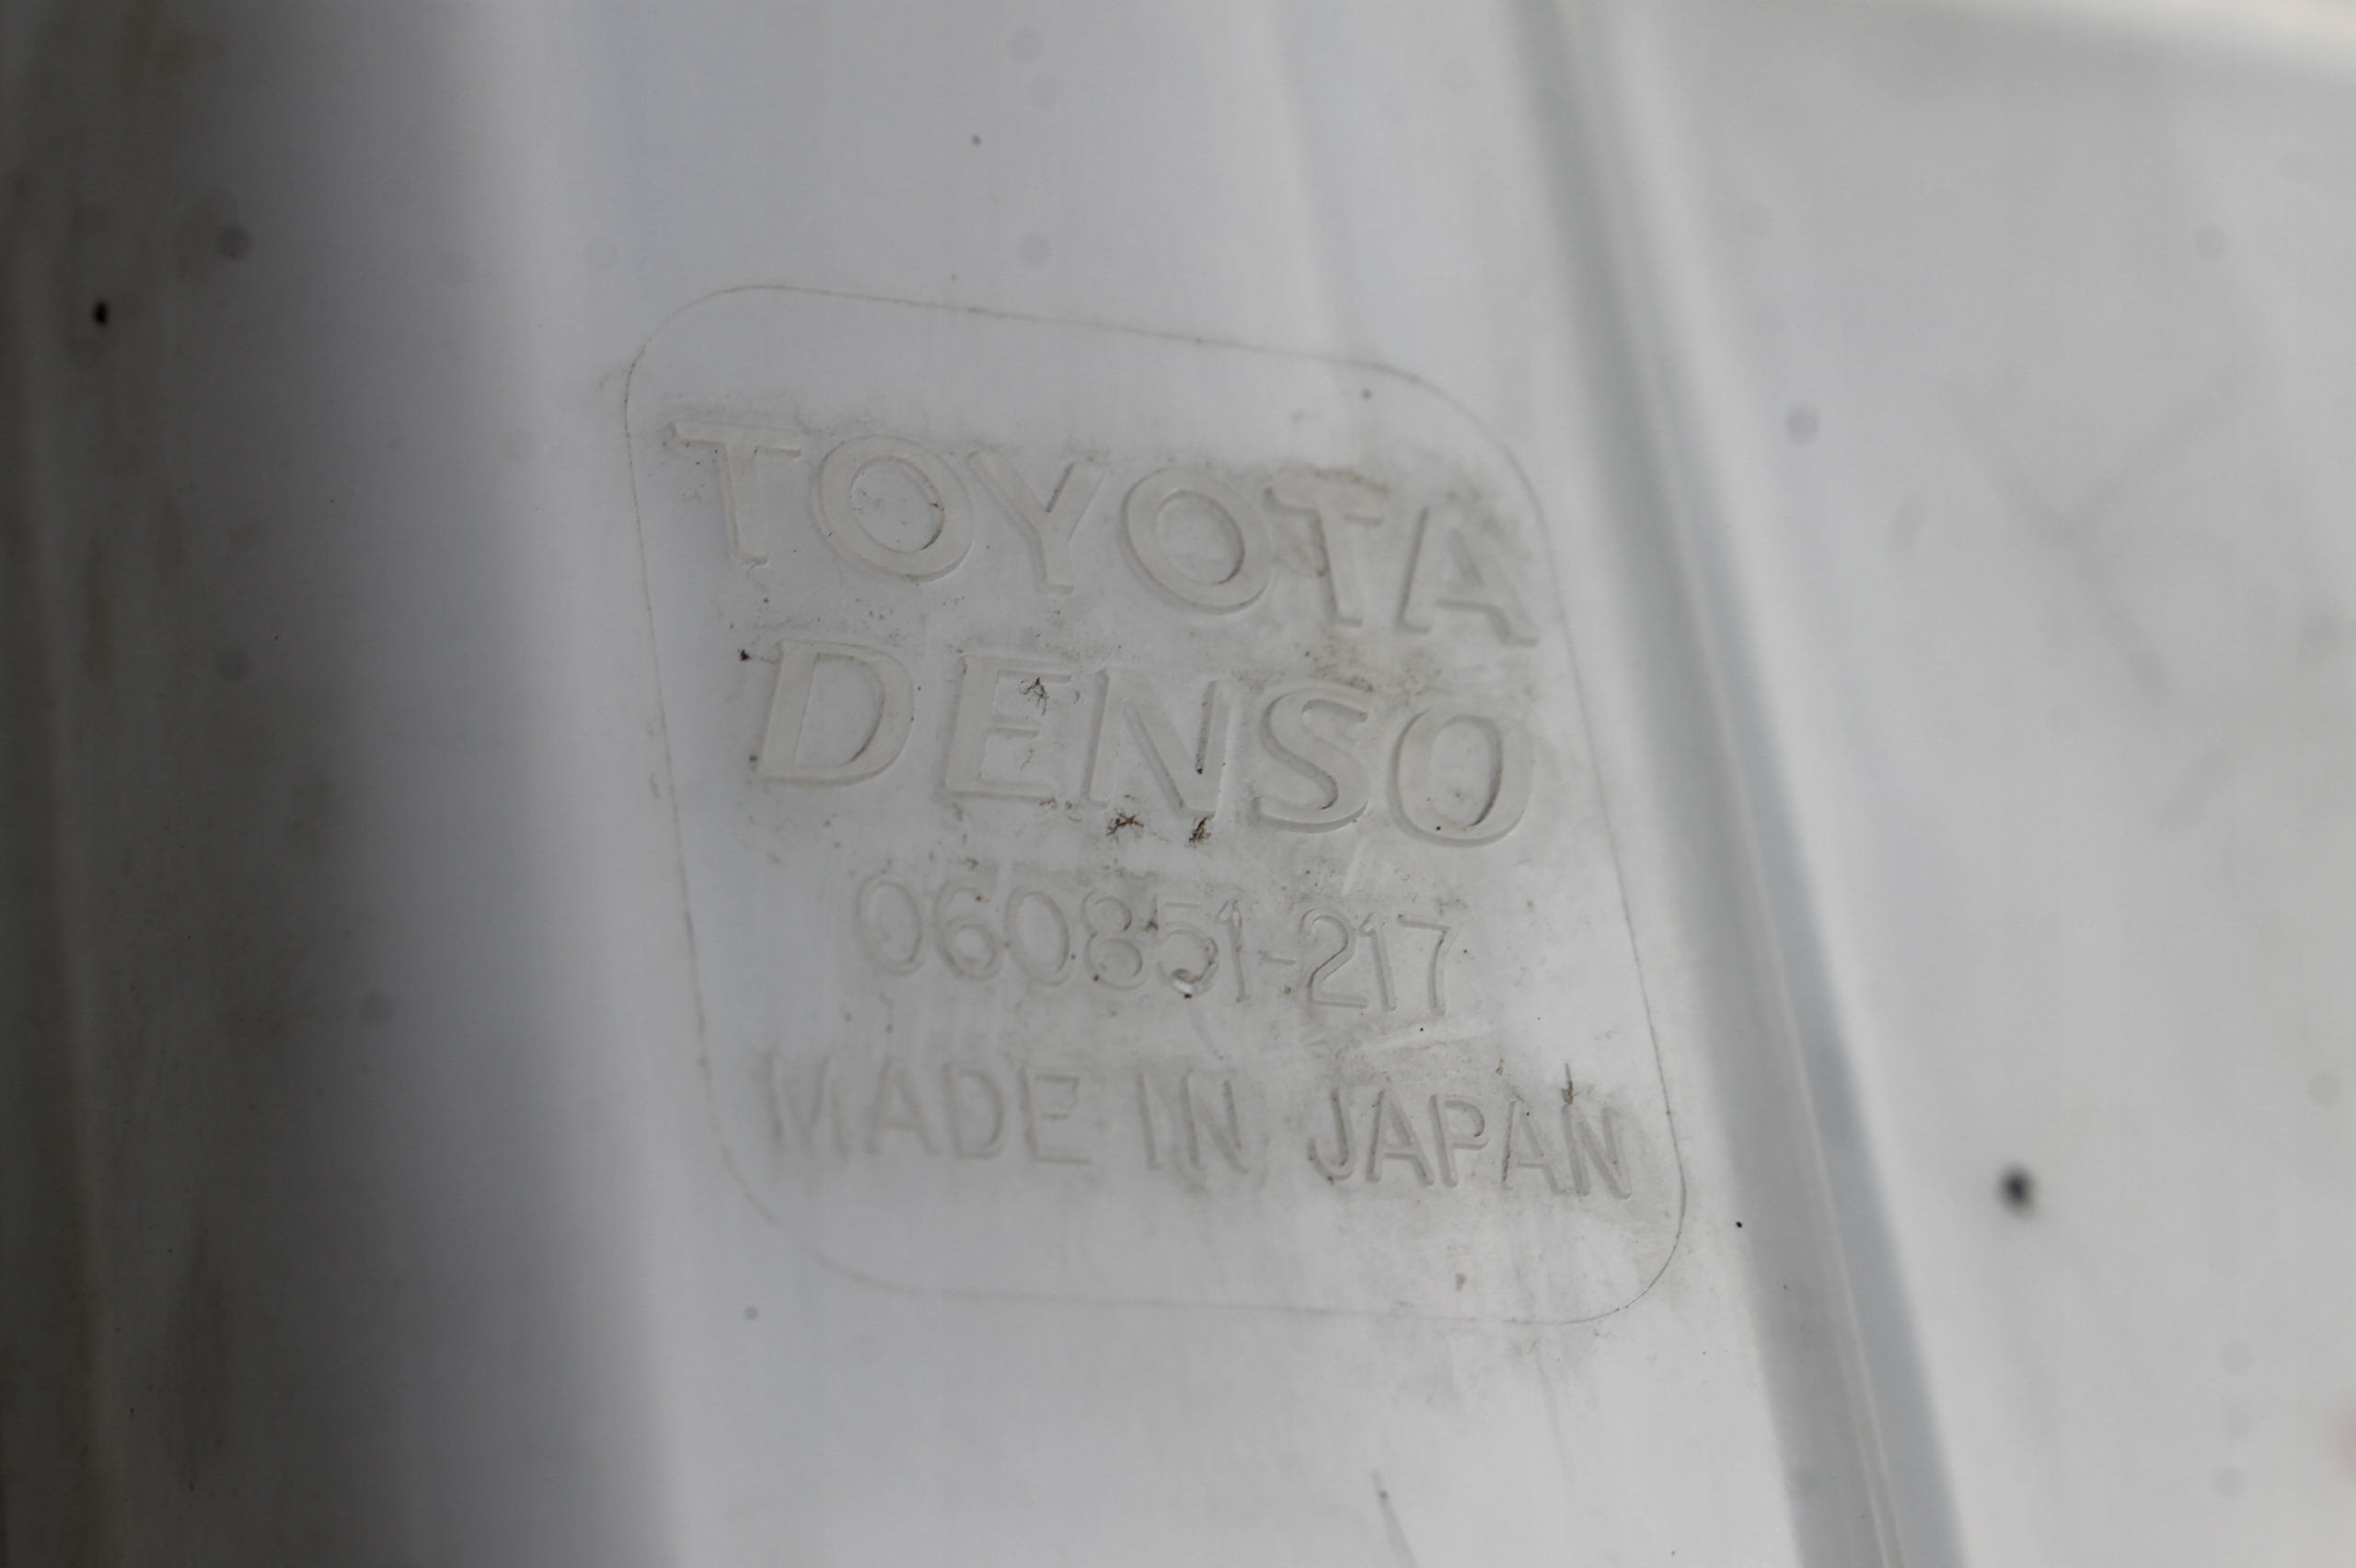 TOYOTA
DENSO
060851-217
MADE IN JAPAN